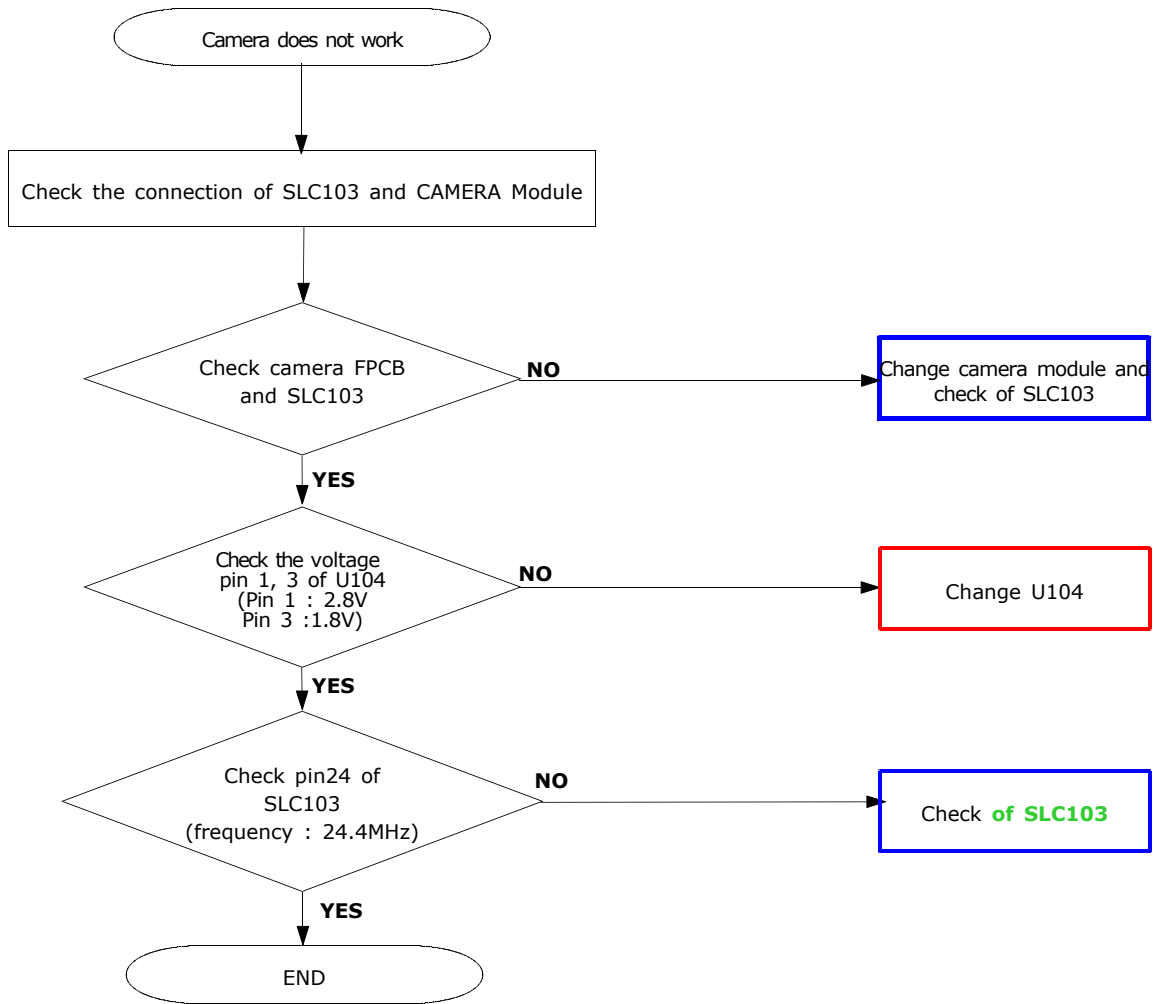 Camera does not work
Check the connection of SLC103 and CAMERA Module
Check camera FPCB
and SLC103
NO
Change camera module and
check of SLC103
YES
Check the voltage
pin 1, 3 of U104
(Pin 1 : 2.8V
Pin 3 :1.8V)
NO
Change U104
YES
Check pin24 of
SLC103
(frequency : 24.4MHz)
NO
Check of SLC103
YES
END